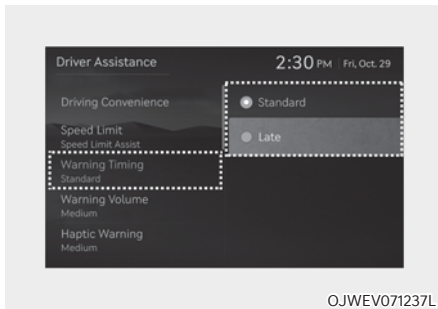 Driver Assistance
2:30 PM Fri, Oct. 29
Driving Convenience
Speed Limit
Speed Limit Assist
Warning Timing
Standard
Warning Volume
Medium
Haptic Warning
Medium
Standard
Late
OJWEV071237L